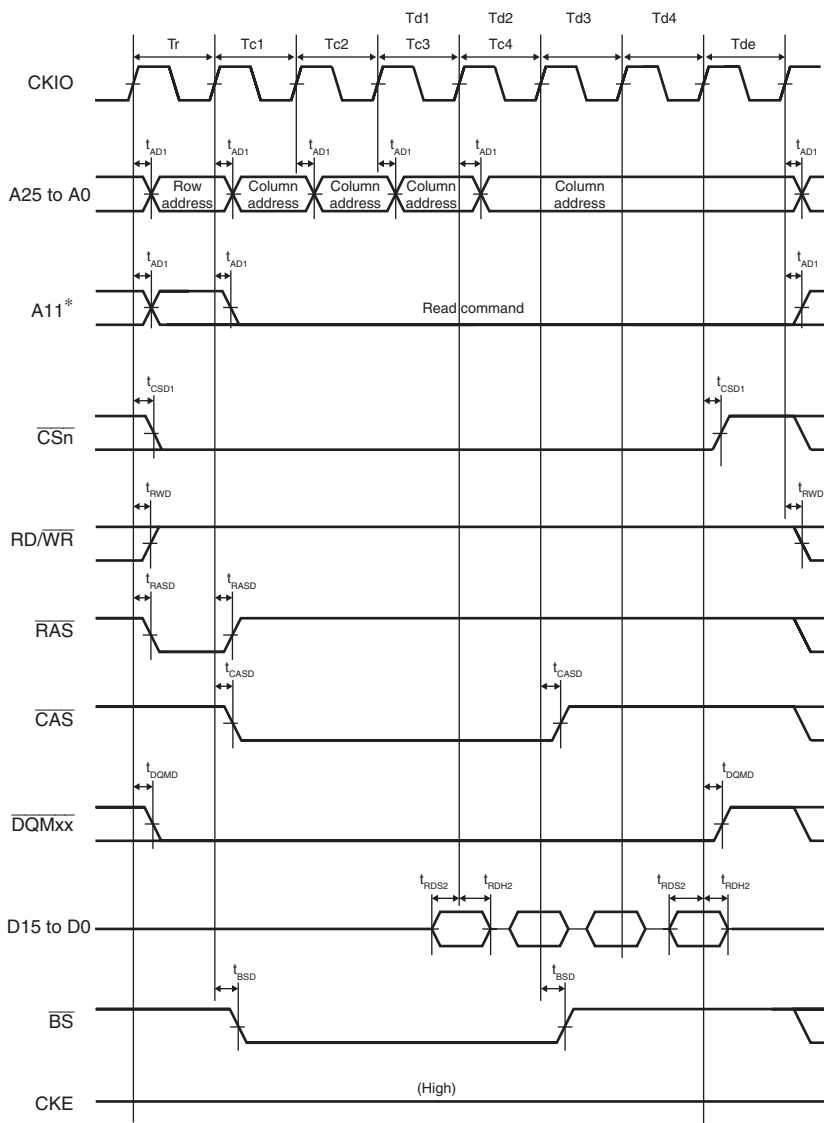 Td1 Td2 Td3 Td4
Tr Tc1 Tc2 Tc3 Tc4 Tde
CKIO
tAD1 tAD1 tAD1 tAD1 tAD1 tAD1
A25 to A0
Row address Column address Column address Column address Column address
tAD1 tAD1 tAD1
A11* Read command
tCSD1 tCSD1
CSn
tRWD tRWD
RD/WR
tRASD tRASD
RAS
tCASD tCASD
CAS
tDQMD tDQMD
DQMxx
tRDS2 tRDH2 tRDS2 tRDH2
D15 to D0
tBSD tBSD
BS
(High)
CKE